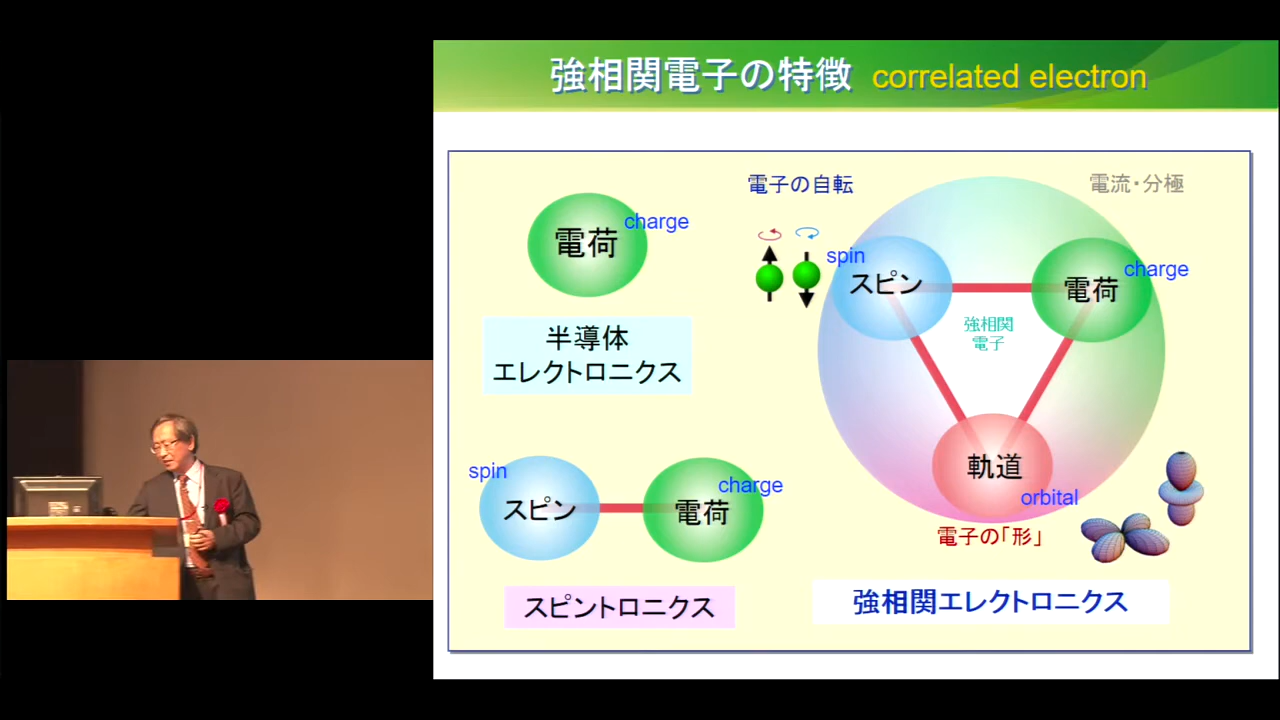 強相関電子の特徴 correlated electron
電荷
charge
半導体
エレクトロニクス
spin
スピン
電荷
charge
スピントロニクス
電子の自転
電流・分極
spin
スピン
電荷
charge
強相関
電子
軌道
orbital
電子の「形」
強相関エレクトロニクス